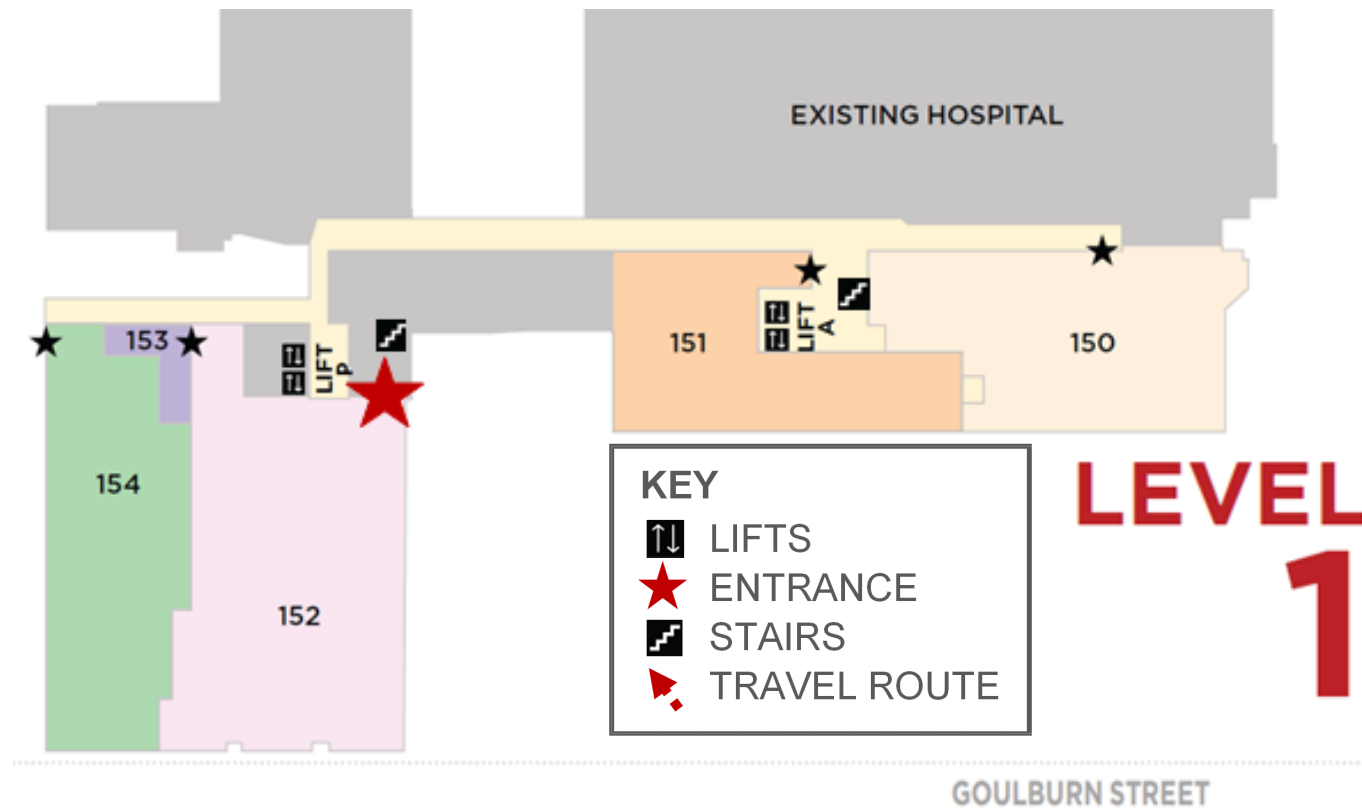 EXISTING HOSPITAL
153
151
150
LIFT A
LIFT P
154
KEY
LIFTS
LEVEL
ENTRANCE
1
152
STAIRS
TRAVEL ROUTE
GOULBURN STREET